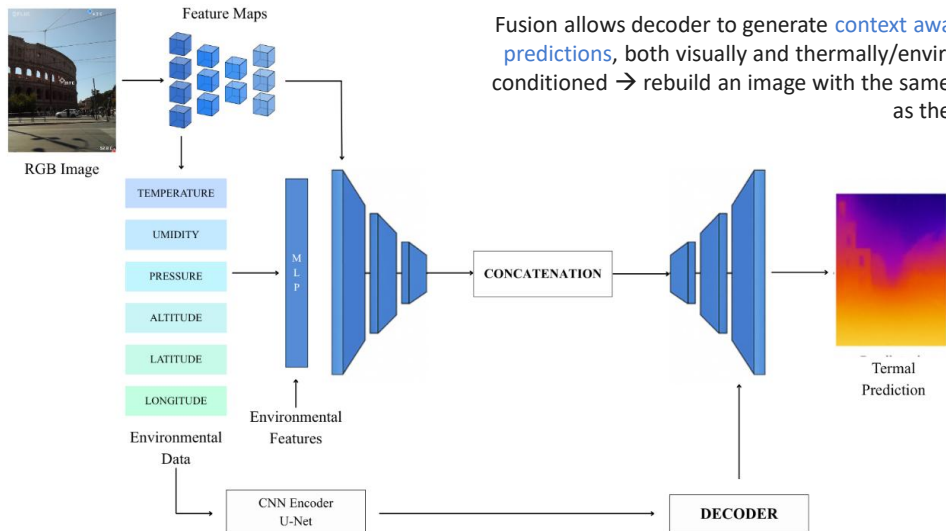 Feature Maps
Fusion allows decoder to generate context awa
predictions, both visually and thermally/envir
conditioned → rebuild an image with the same
as the
RGB Image
TEMPERATURE
UMIDITY
PRESSURE
ALTITUDE
LATITUDE
LONGITUDE
Environmental
Data
MLP
Environmental
Features
CONCATENATION
Termal
Prediction
CNN Encoder
U-Net
DECODER